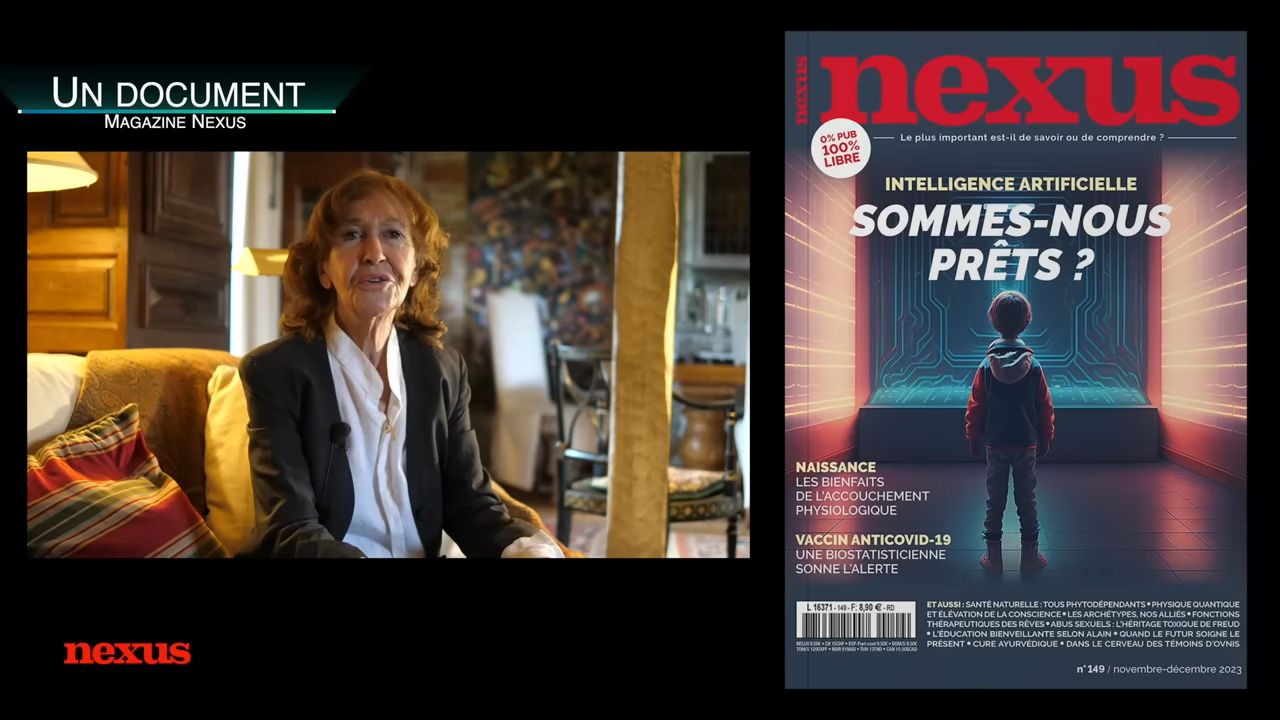 UN DOCUMENT
MAGAZINE NEXUS
nexus
nexus
nexus
0% PUB
100%
LIBRE
Le plus important est-il de savoir ou de comprendre ?
INTELLIGENCE ARTIFICIELLE
SOMMES-NOUS
PRÊTS ?
NAISSANCE
LES BIENFAITS
DE L'ACCOUCHEMENT
PHYSIOLOGIQUE
VACCIN ANTICOVID-19
UNE BIOSTATISTICIENNE
SONNE L'ALERTE
L 16371 - 149 - F: 8,90 € - RD
ET AUSSI : SANTÉ NATURELLE : TOUS PHYTODÉPENDANTS • PHYSIQUE QUANTIQUE
ET ÉLÉVATION DE LA CONSCIENCE • LES ARCHÉTYPES, NOS ALLIÉS • FONCTIONS
THÉRAPEUTIQUES DES RÊVES • ABUS SEXUELS : L'HÉRITAGE TOXIQUE DE FREUD
• L'ÉDUCATION BIENVEILLANTE SELON ALAIN • QUAND LE FUTUR SOIGNE LE
PRÉSENT • CURE AYURVÉDIQUE • DANS LE CERVEAU DES TÉMOINS D'OVNIS
n°149 / novembre-décembre 2023